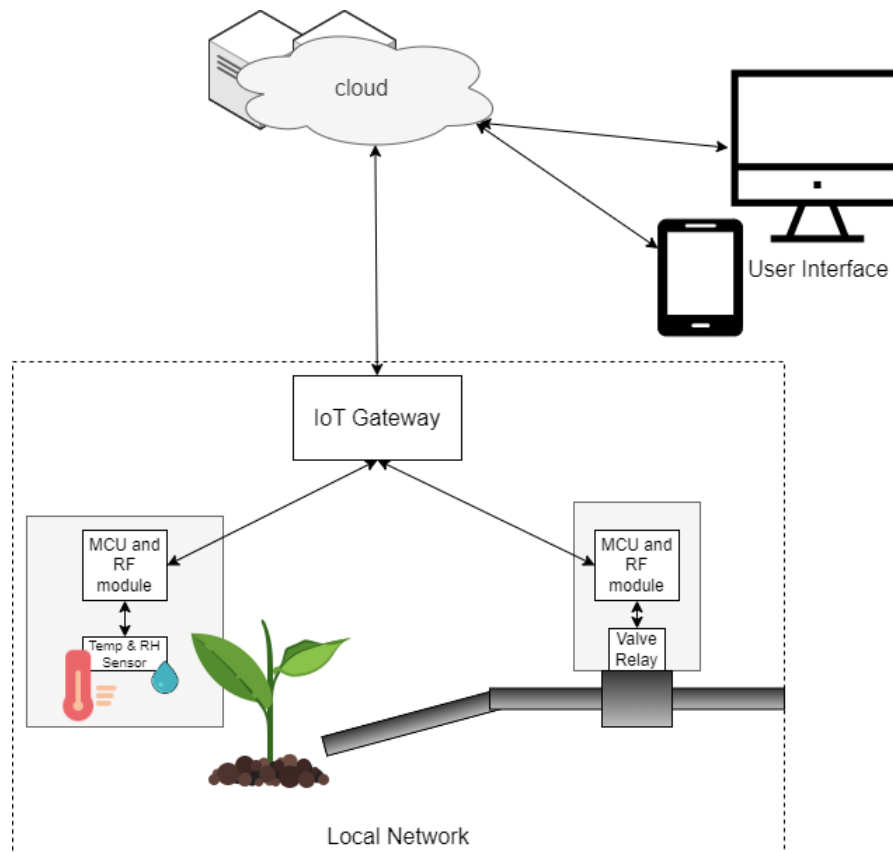 cloud
User Interface
IoT Gateway
MCU and
RF
module
Temp & RH
Sensor
MCU and
RF
module
Valve
Relay
Local Network